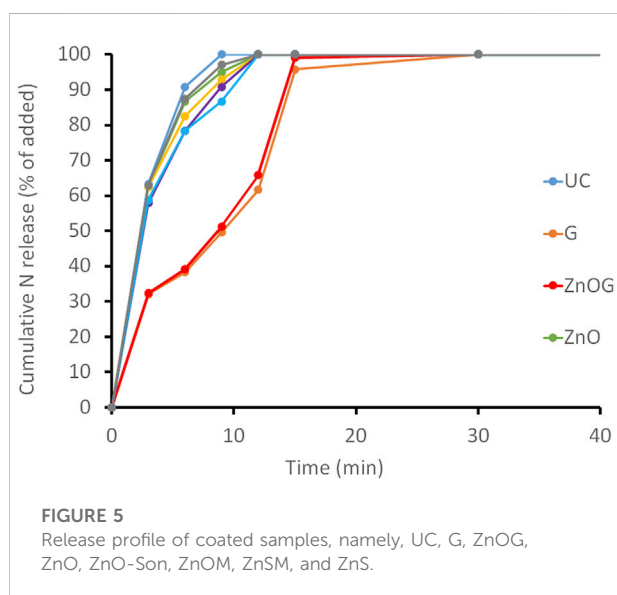 100
90
80
70
60
50
40
30
20
10
0
Cumulative N release (% of added)
0 10 20 30 40
Time (min)
UC
G
ZnOG
ZnO
FIGURE 5
Release profile of coated samples, namely, UC, G, ZnOG,
ZnO, ZnO-Son, ZnOM, ZnSM, and ZnS.